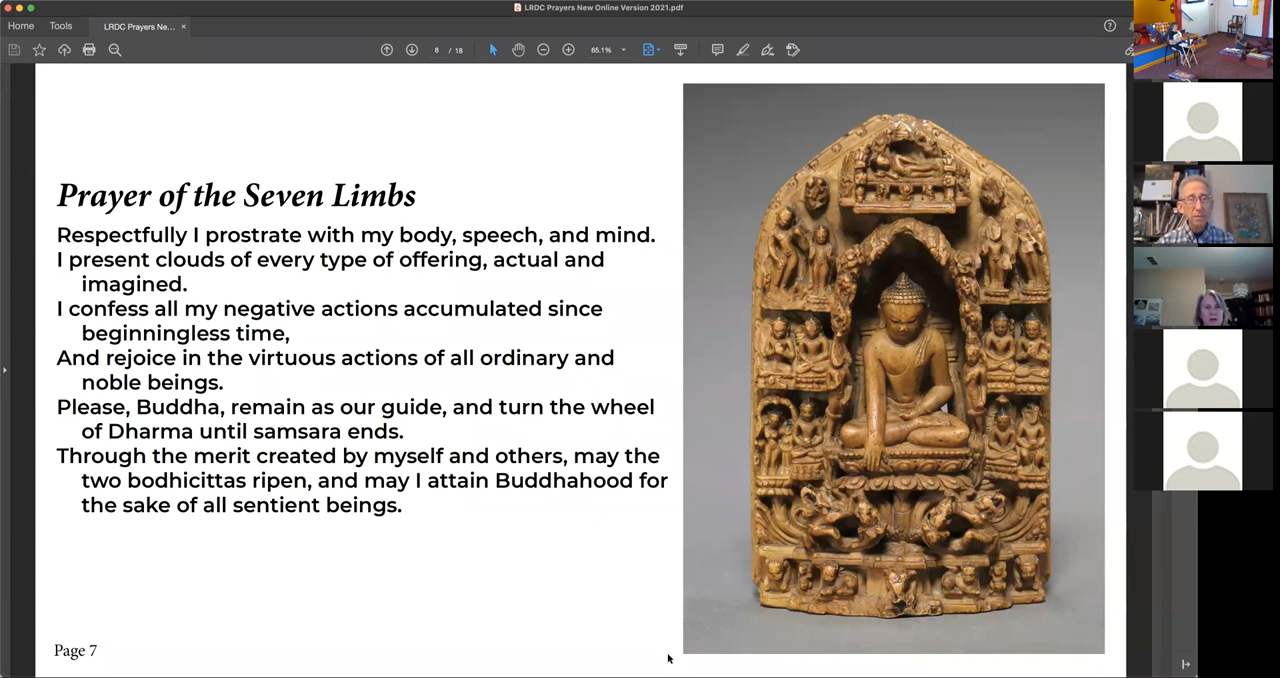 LRDC Prayers New Online Version 2021.pdf
Home Tools LRDC Prayers New Ne... ×
8 / 18 65.1%
Prayer of the Seven Limbs
Respectfully I prostrate with my body, speech, and mind.
I present clouds of every type of offering, actual and
imagined.
I confess all my negative actions accumulated since
beginningless time,
And rejoice in the virtuous actions of all ordinary and
noble beings.
Please, Buddha, remain as our guide, and turn the wheel
of Dharma until samsara ends.
Through the merit created by myself and others, may the
two bodhicittas ripen, and may I attain Buddhahood for
the sake of all sentient beings.
Page 7